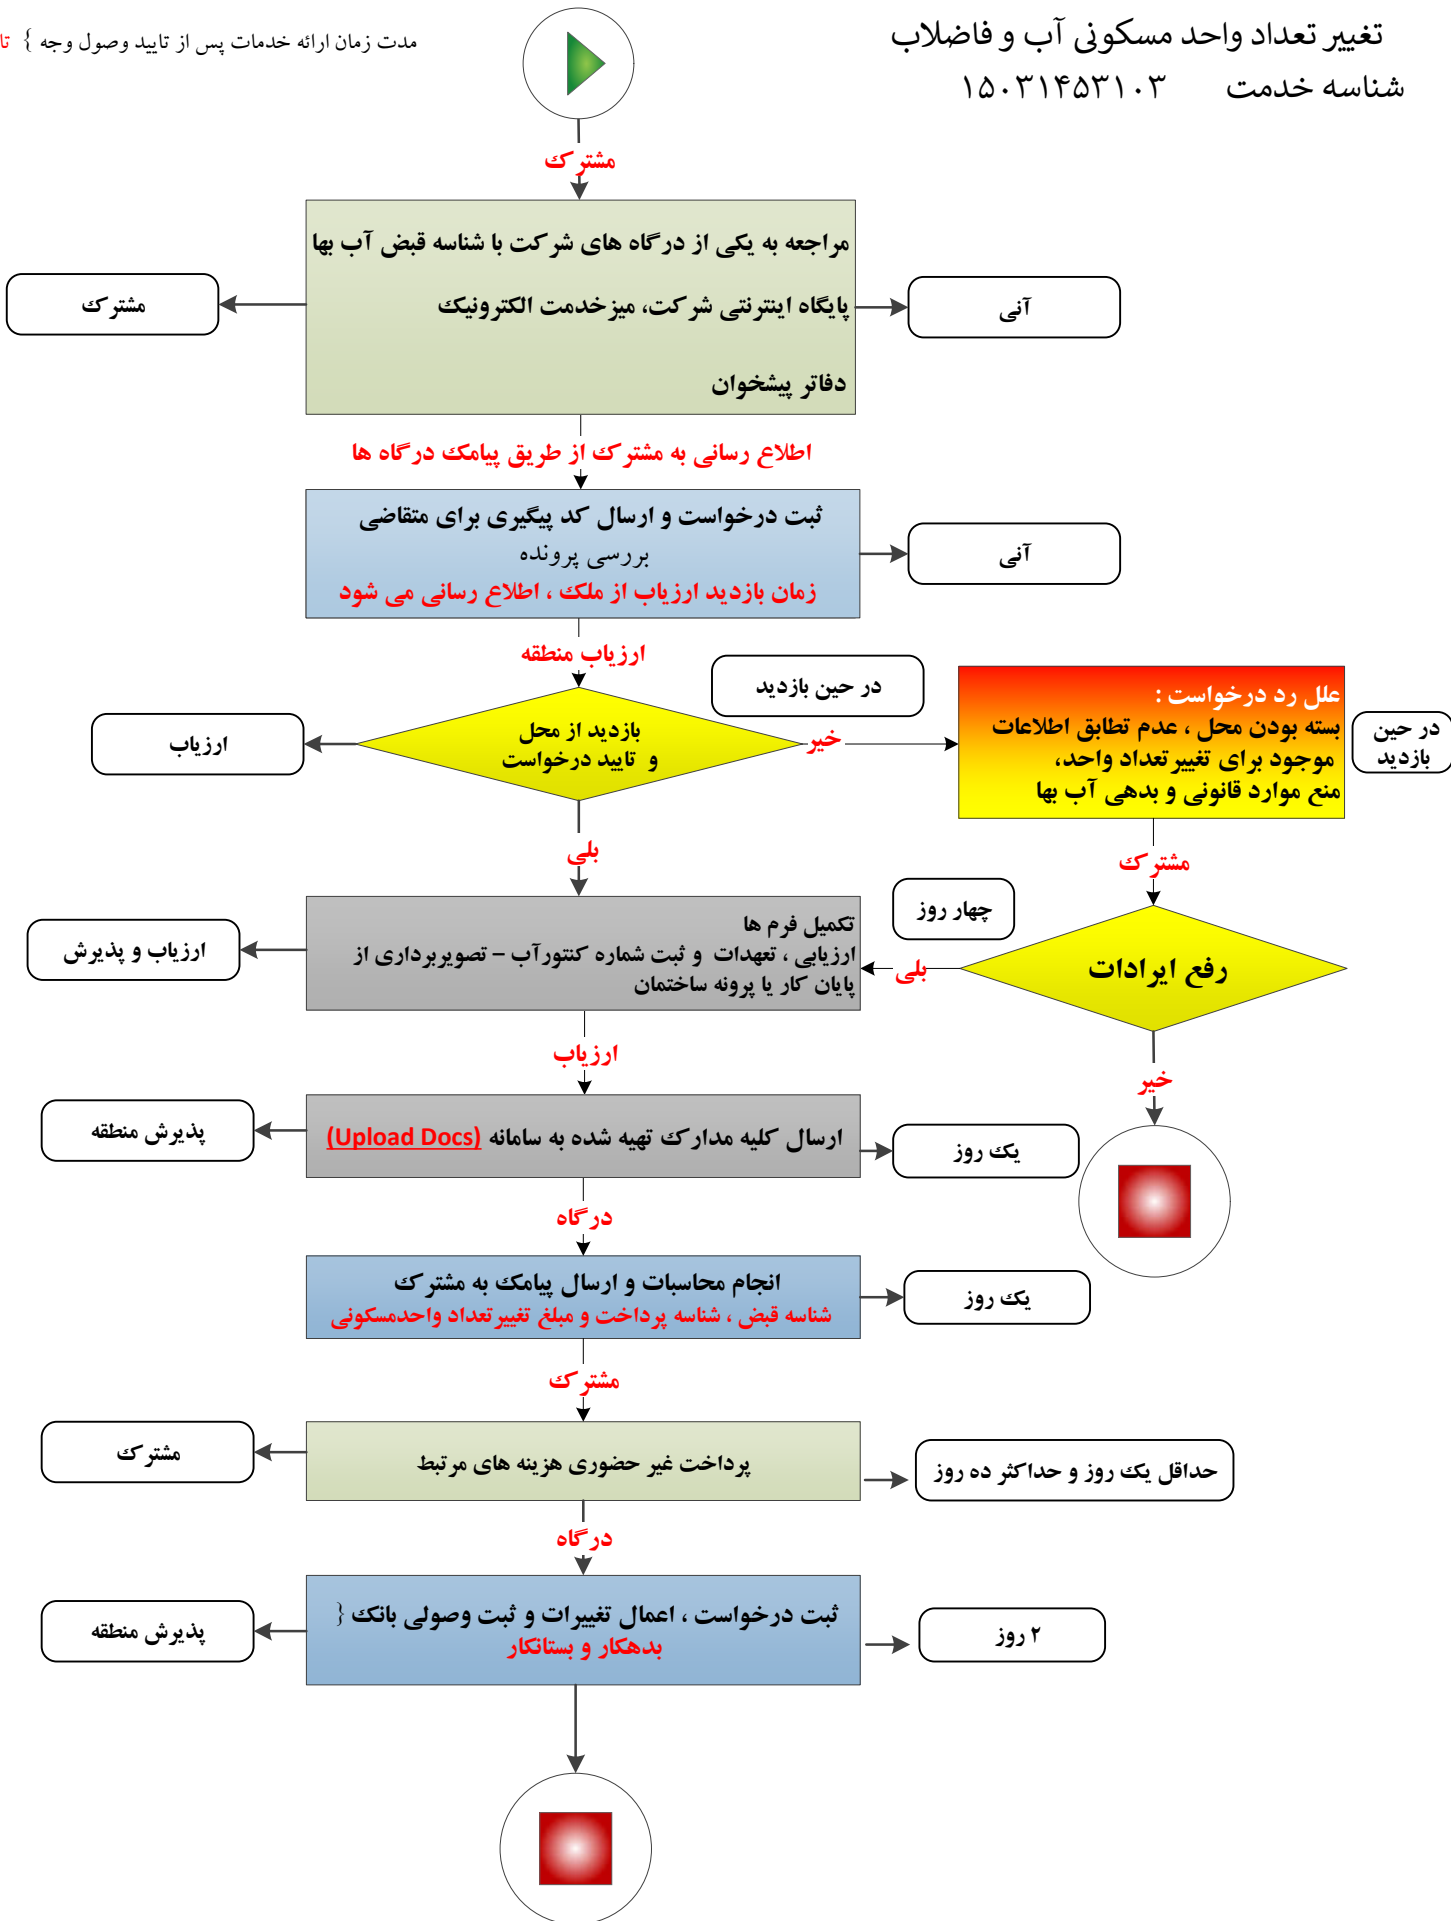 تغییر تعداد واحد مسکونی آب و فاضلاب
شناسه خدمت ۱۵۰۳۱۴۵۳۱۰۳
مدت زمان ارائه خدمات پس از تایید وصول وجه {
مشترک
مراجعه به یکی از درگاه های شرکت با شناسه قبض آب بها
پایگاه اینترنتی شرکت، میزخدمت الکترونیک
دفاتر پیشخوان
آنی
مشترک
اطلاع رسانی به مشترک از طریق پیامک درگاه ها
ثبت درخواست و ارسال کد پیگیری برای متقاضی
بررسی پرونده
زمان بازدید ارزیاب از ملک ، اطلاع رسانی می شود
آنی
ارزیاب منطقه
در حین بازدید
بازدید از محل
و تایید درخواست
ارزیاب
خیر
علل رد درخواست :
بسته بودن محل ، عدم تطابق اطلاعات
موجود برای تغییرتعداد واحد،
منع موارد قانونی و بدهی آب بها
در حین
بازدید
بلی
مشترک
چهار روز
رفع ایرادات
بلی
خیر
تکمیل فرم ها
ارزیابی ، تعهدات و ثبت شماره کنتورآب – تصویربرداری از
پایان کار یا پرونه ساختمان
ارزیاب و پذیرش
ارزیاب
ارسال کلیه مدارک تهیه شده به سامانه (Upload Docs)
یک روز
پذیرش منطقه
درگاه
انجام محاسبات و ارسال پیامک به مشترک
شناسه قبض ، شناسه پرداخت و مبلغ تغییرتعداد واحدمسکونی
یک روز
مشترک
پرداخت غیر حضوری هزینه های مرتبط
حداقل یک روز و حداکثر ده روز
مشترک
درگاه
ثبت درخواست ، اعمال تغییرات و ثبت وصولی بانک {
بدهکار و بستانکار
۲ روز
پذیرش منطقه